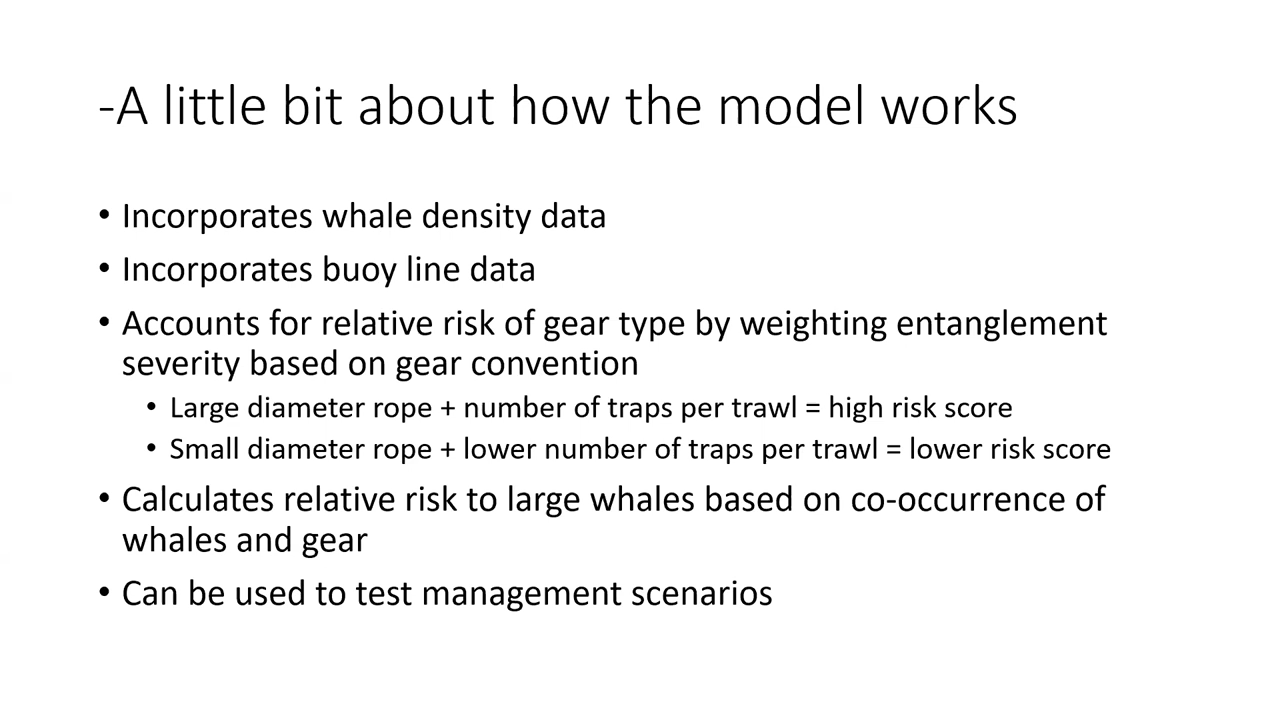 -A little bit about how the model works
• Incorporates whale density data
• Incorporates buoy line data
• Accounts for relative risk of gear type by weighting entanglement
severity based on gear convention
• Large diameter rope + number of traps per trawl = high risk score
• Small diameter rope + lower number of traps per trawl = lower risk score
• Calculates relative risk to large whales based on co-occurrence of
whales and gear
• Can be used to test management scenarios